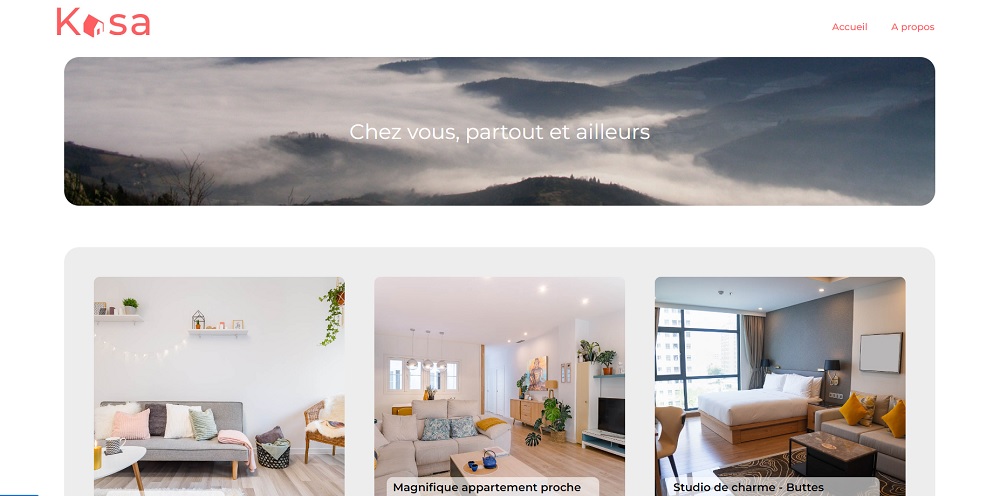 Kasa
Accueil
A propos
Chez vous, partout et ailleurs
Magnifique appartement proche
Studio de charme - Buttes